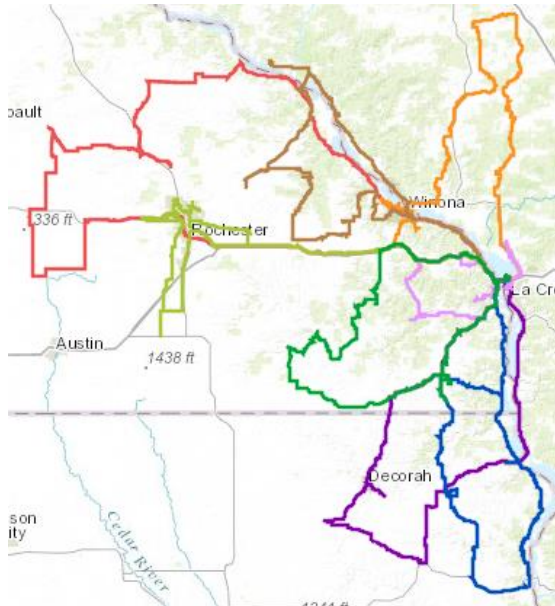 bault
Winona
336 ft
Rochester
La Cro
Austin
1438 ft
Decorah
son
ity
Cedar River